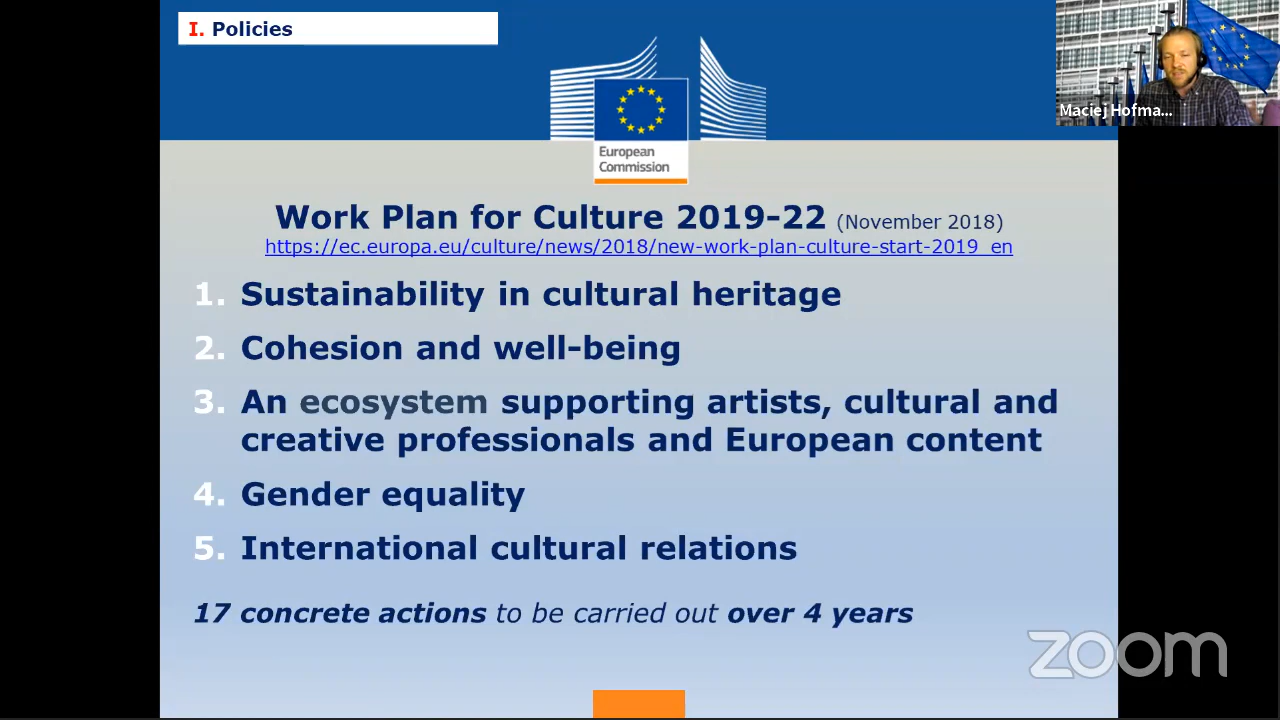 I. Policies
Maciej Hofma...
European
Commission
Work Plan for Culture 2019-22 (November 2018)
https://ec.europa.eu/culture/news/2018/new-work-plan-culture-start-2019_en
1. Sustainability in cultural heritage
2. Cohesion and well-being
3. An ecosystem supporting artists, cultural and
creative professionals and European content
4. Gender equality
5. International cultural relations
17 concrete actions to be carried out over 4 years
zoom